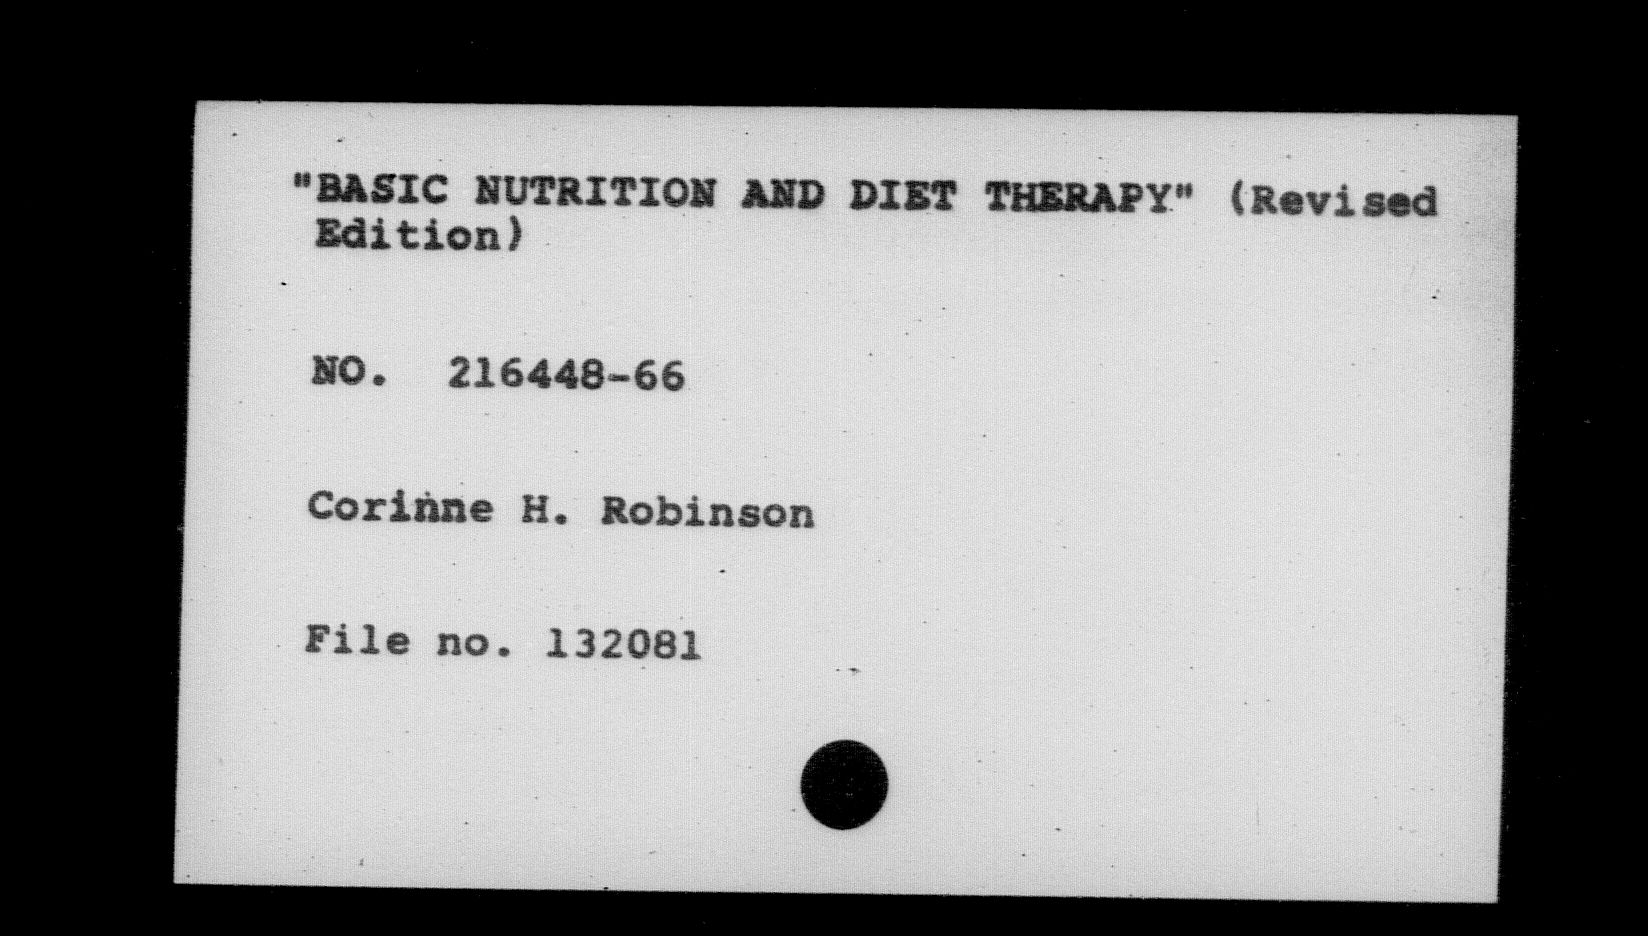 "BASIC NUTRITION AND DIET THERAPY" (Revised
Edition)
NO. 216448-66
Corinne H. Robinson
File no. 132081